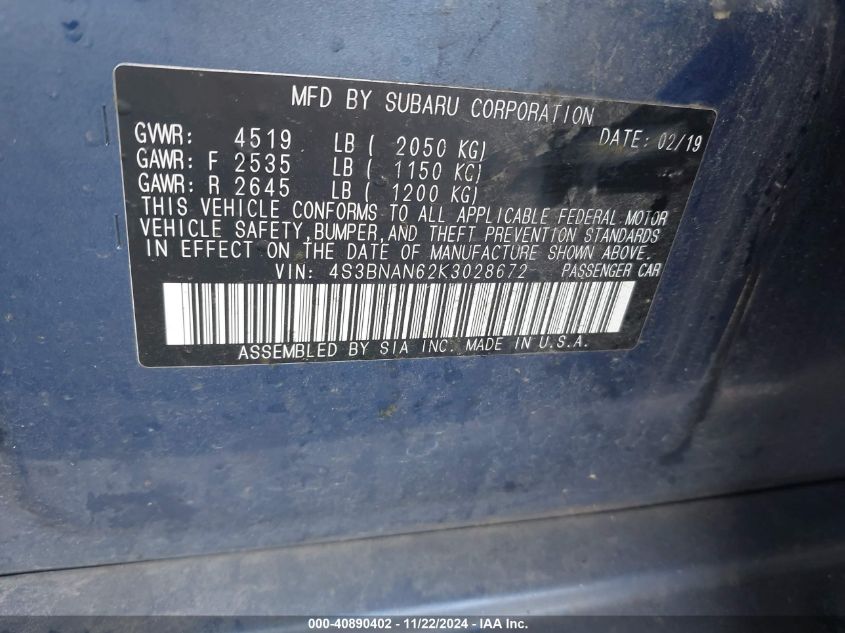 MFD BY SUBARU CORPORATION
GVWR: 4519 LB ( 2050 KG) DATE: 02/19
GAWR: F 2535 LB ( 1150 KG)
GAWR: R 2645 LB ( 1200 KG)
THIS VEHICLE CONFORMS TO ALL APPLICABLE FEDERAL MOTOR
VEHICLE SAFETY, BUMPER, AND THEFT PREVENTION STANDARDS
IN EFFECT ON THE DATE OF MANUFACTURE SHOWN ABOVE.
VIN: 4S3BNAN62K3028672 PASSENGER CAR
ASSEMBLED BY SIA INC. MADE IN U.S.A.
000-40890402 - 11/22/2024 - IAA Inc.